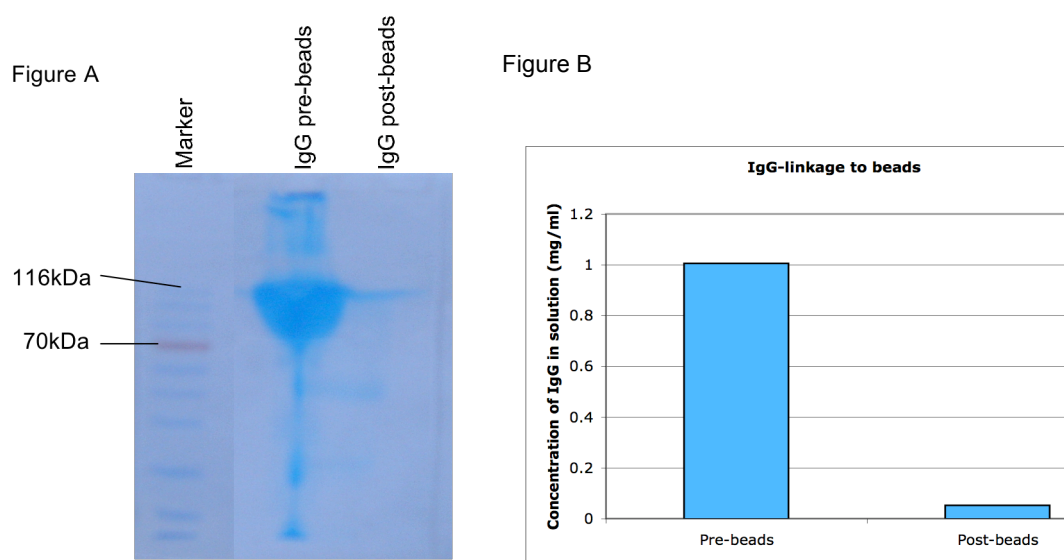 Figure A
Marker
IgG pre-beads
IgG post-beads
116kDa
70kDa
Figure B
IgG-linkage to beads
Concentration of IgG in solution (mg/ml)
1.2
1
0.8
0.6
0.4
0.2
0
Pre-beads
Post-beads